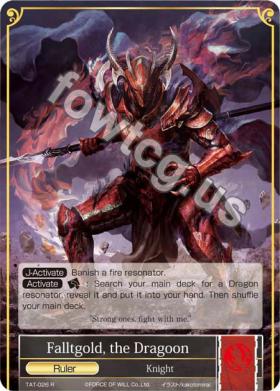 fowtcg.us
J-Activate Banish a fire resonator.
Activate : Search your main deck for a Dragon
resonator, reveal it and put it into your hand. Then shuffle
your main deck.
"Strong ones, fight with me."
Falltgold, the Dragoon
Ruler Knight
TAT-026 R ©FORCE OF WILL Co.,Ltd.